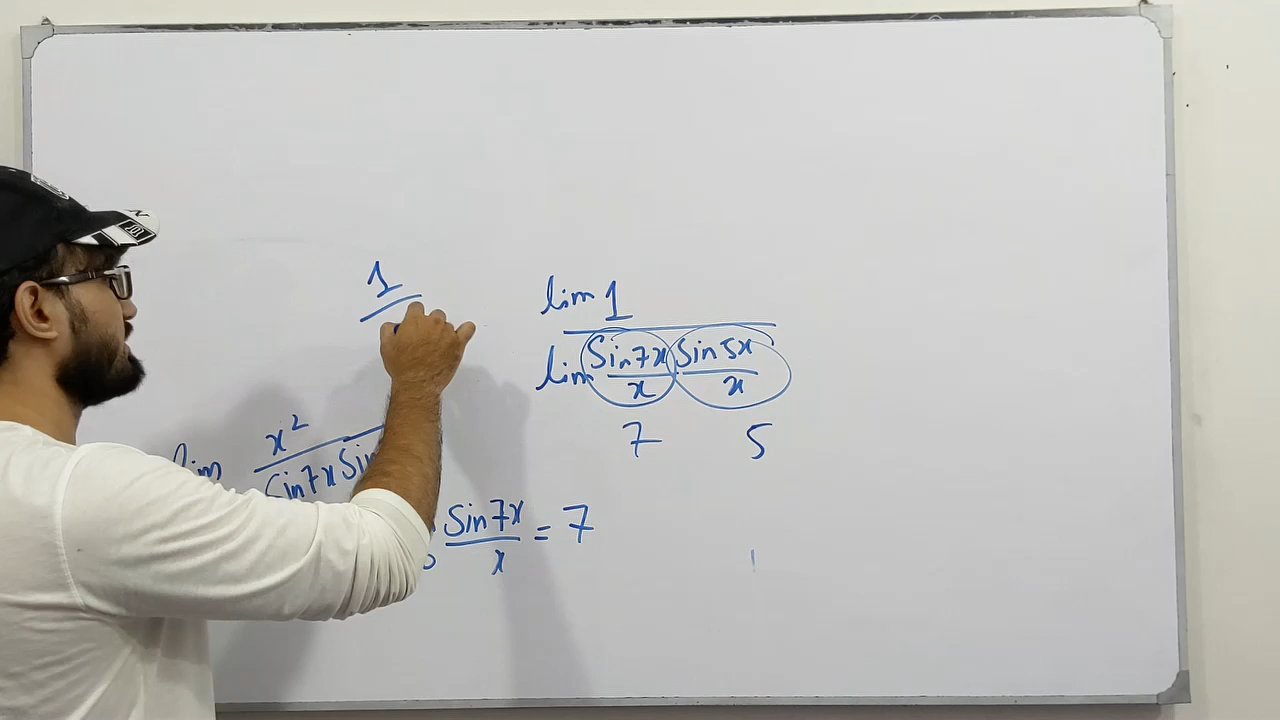 1
lim 1
Sin7x Sin5x
lim
x x
7 5
lim x²
Sin7x Sin
Sin7x = 7
x